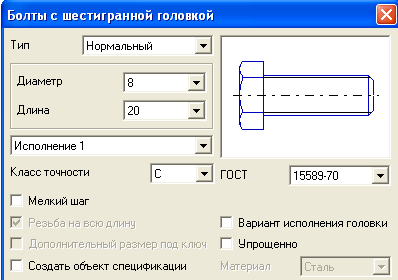 Болты с шестигранной головкой
Тип Нормальный
Диаметр 8
Длина 20
Исполнение 1
Класс точности C ГОСТ 15589-70
Мелкий шаг
Резьба на всю длину Вариант исполнения головки
Дополнительный размер под ключ Упрощенно
Создать объект спецификации Материал Сталь